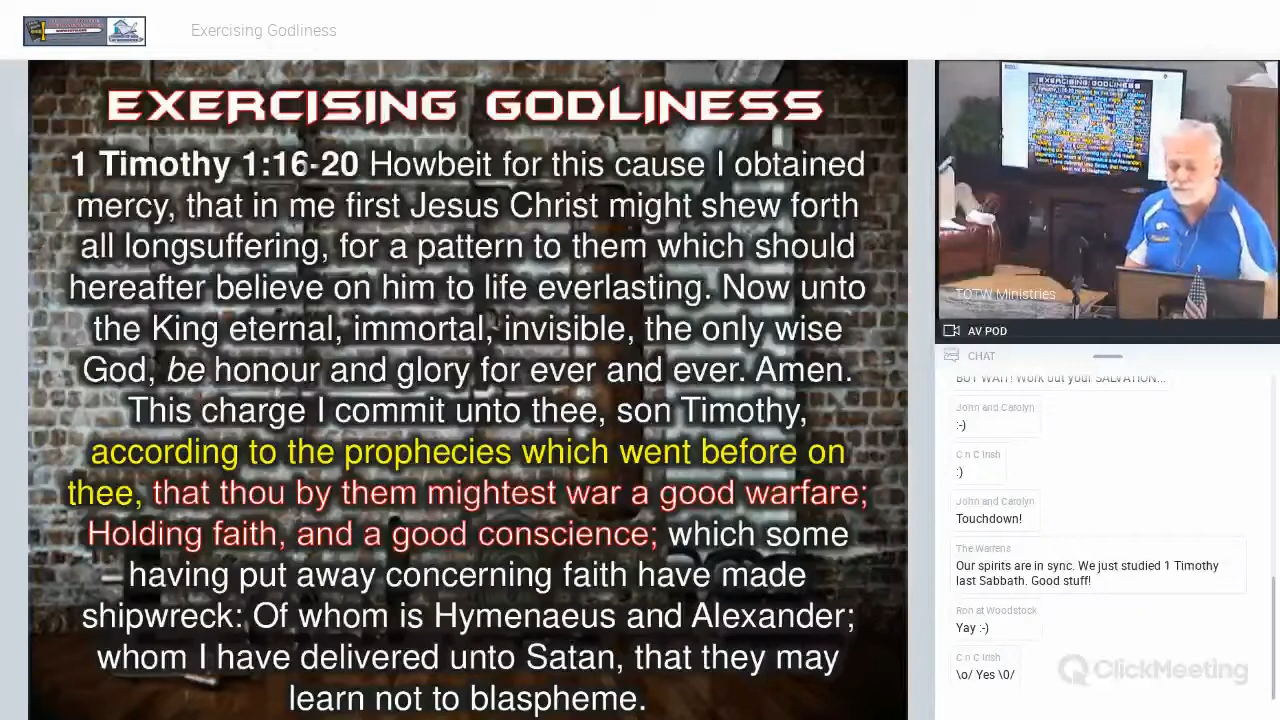 Exercising Godliness
EXERCISING GODLINESS
1 Timothy 1:16-20 Howbeit for this cause I obtained
mercy, that in me first Jesus Christ might shew forth
all longsuffering, for a pattern to them which should
hereafter believe on him to life everlasting. Now unto
the King eternal, immortal, invisible, the only wise
God, be honour and glory for ever and ever. Amen.
This charge I commit unto thee, son Timothy,
according to the prophecies which went before on
thee, that thou by them mightest war a good warfare;
Holding faith, and a good conscience; which some
having put away concerning faith have made
shipwreck: Of whom is Hymenaeus and Alexander;
whom I have delivered unto Satan, that they may
learn not to blaspheme.
EXERCISING GODLINESS
TOTW Ministries
AV POD
CHAT
BUT WAIT! Work out your SALVATION...
John and Carolyn
:-)
C n C Irish
:)
John and Carolyn
Touchdown!
The Warrens
Our spirits are in sync. We just studied 1 Timothy
last Sabbath. Good stuff!
Ron at Woodstock
Yay :-)
C n C Irish
\o/ Yes \0/
ClickMeeting